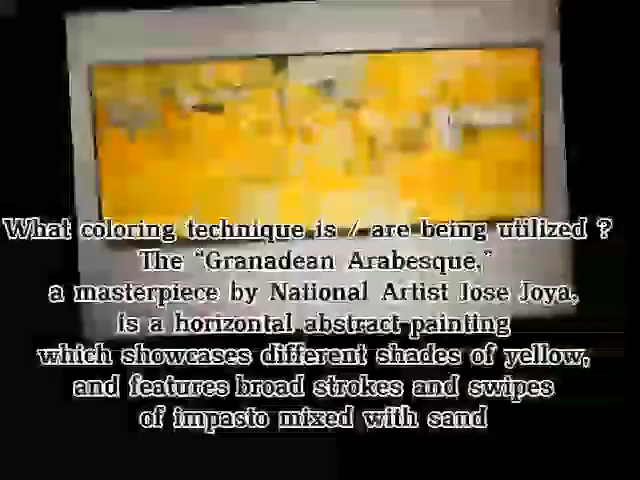 What coloring technique is / are being utilized ?
The "Granadean Arabesque,"
a masterpiece by National Artist Jose Joya,
is a horizontal abstract painting
which showcases different shades of yellow,
and features broad strokes and swipes
of impasto mixed with sand